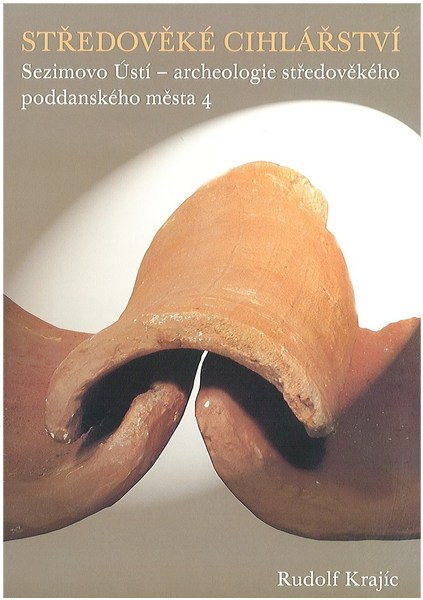 STŘEDOVĚKÉ CIHLÁŘSTVÍ
Sezimovo Ústí – archeologie středověkého
poddanského města 4
Rudolf Krajíc